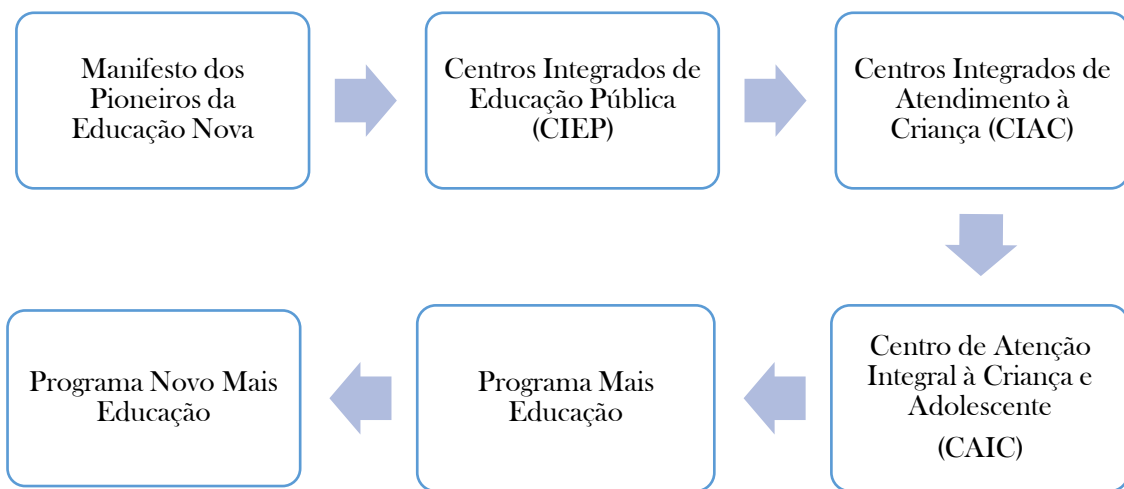 Manifesto dos
Pioneiros da
Educação Nova
Centros Integrados de
Educação Pública
(CIEP)
Centros Integrados de
Atendimento à
Criança (CIAC)
Centro de Atenção
Integral à Criança e
Adolescente
(CAIC)
Programa Mais
Educação
Programa Novo Mais
Educação